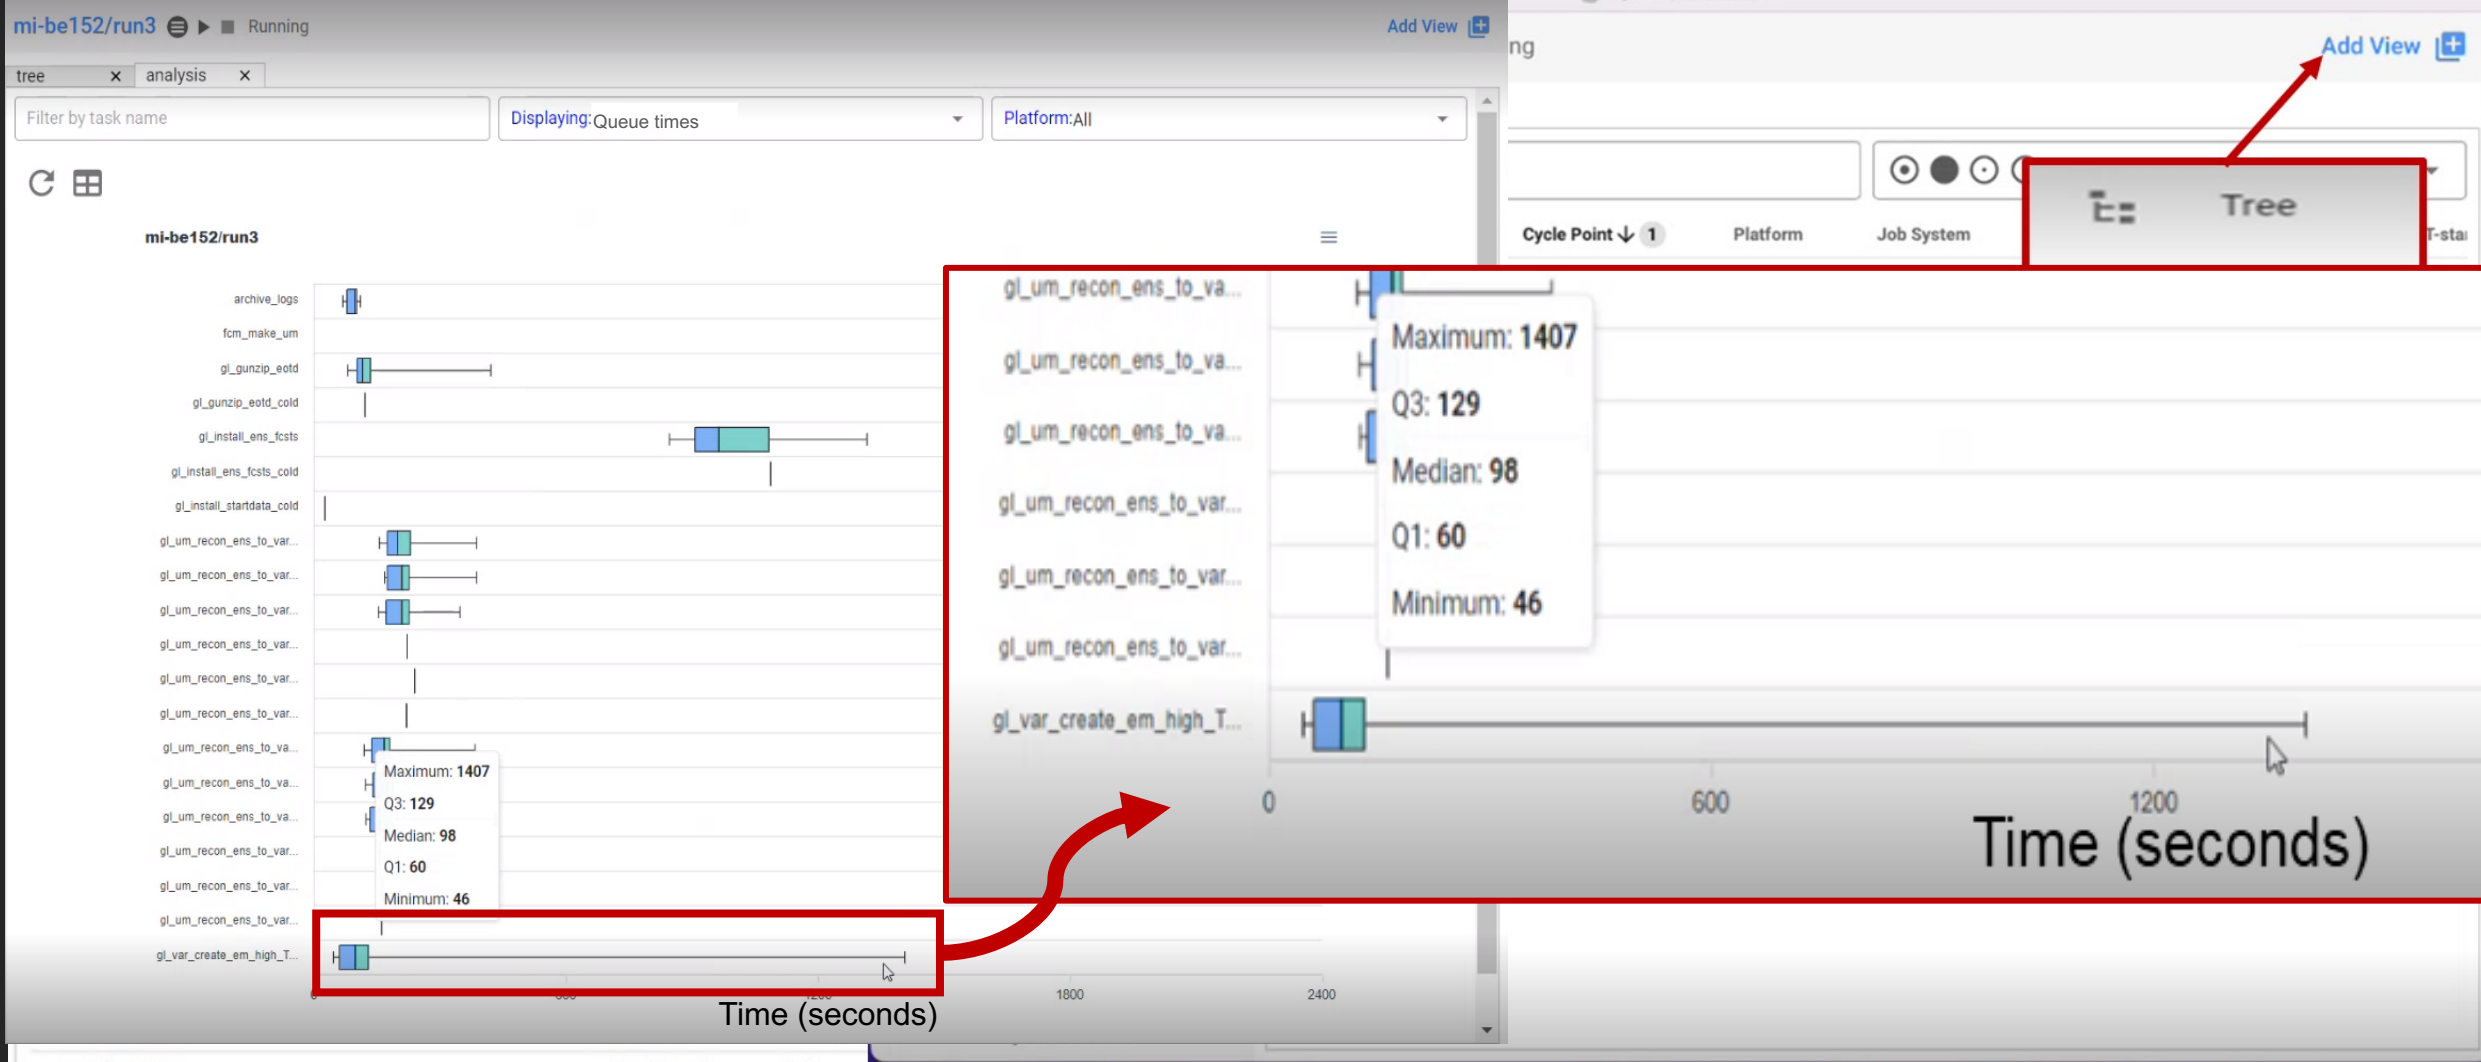 mi-be152/run3 Running Add View
tree × analysis ×
Filter by task name
Displaying: Queue times
Platform: All
mi-be152/run3
archive_logs
fcm_make_um
gl_gunzip_eotd
gl_gunzip_eotd_cold
gl_install_ens_fcsts
gl_install_ens_fcsts_cold
gl_install_startdata_cold
gl_um_recon_ens_to_var...
gl_um_recon_ens_to_var...
gl_um_recon_ens_to_var...
gl_um_recon_ens_to_var...
gl_um_recon_ens_to_var...
gl_um_recon_ens_to_var...
gl_um_recon_ens_to_va...
gl_um_recon_ens_to_va...
gl_um_recon_ens_to_va...
gl_um_recon_ens_to_var...
gl_um_recon_ens_to_var...
gl_um_recon_ens_to_var...
gl_var_create_em_high_T...
Maximum: 1407
Q3: 129
Median: 98
Q1: 60
Minimum: 46
1800 2400
Time (seconds)
ng Add View
Tree
Cycle Point 1 Platform Job System T-star
gl_um_recon_ens_to_va...
gl_um_recon_ens_to_va...
gl_um_recon_ens_to_va...
gl_um_recon_ens_to_var...
gl_um_recon_ens_to_var...
gl_um_recon_ens_to_var...
gl_var_create_em_high_T...
Maximum: 1407
Q3: 129
Median: 98
Q1: 60
Minimum: 46
0 600 1200
Time (seconds)